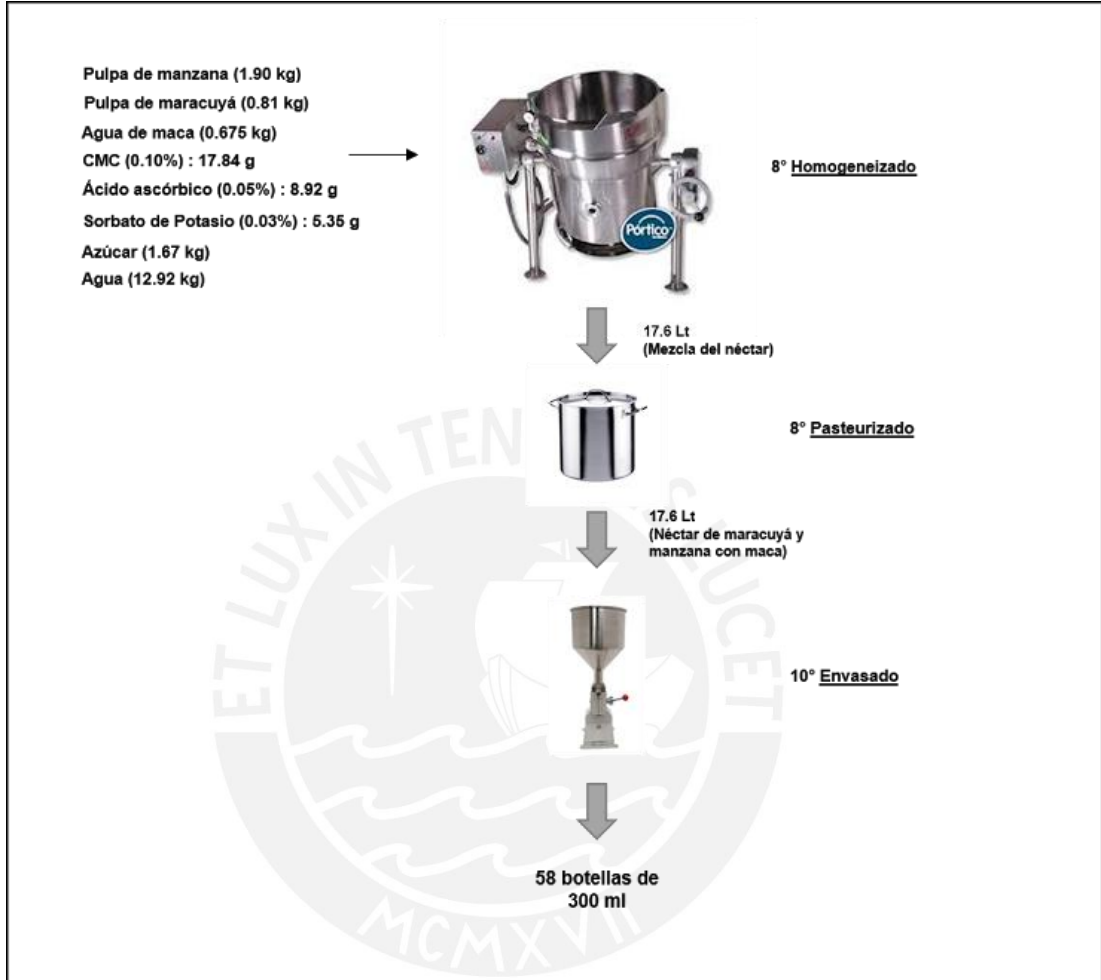 Pulpa de manzana (1.90 kg)
Pulpa de maracuyá (0.81 kg)
Agua de maca (0.675 kg)
CMC (0.10%) : 17.84 g
Ácido ascórbico (0.05%) : 8.92 g
Sorbato de Potasio (0.03%) : 5.35 g
Azúcar (1.67 kg)
Agua (12.92 kg)
8° Homogeneizado
Pórtico
17.6 Lt
(Mezcla del néctar)
8° Pasteurizado
17.6 Lt
(Néctar de maracuyá y
manzana con maca)
10° Envasado
58 botellas de
300 ml
ET LUX IN TEN LUCET
MCMXVII